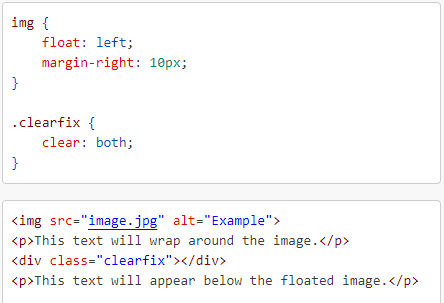 img {
    float: left;
    margin-right: 10px;
}
.clearfix {
    clear: both;
}
<img src="image.jpg" alt="Example">
<p>This text will wrap around the image.</p>
<div class="clearfix"></div>
<p>This text will appear below the floated image.</p>